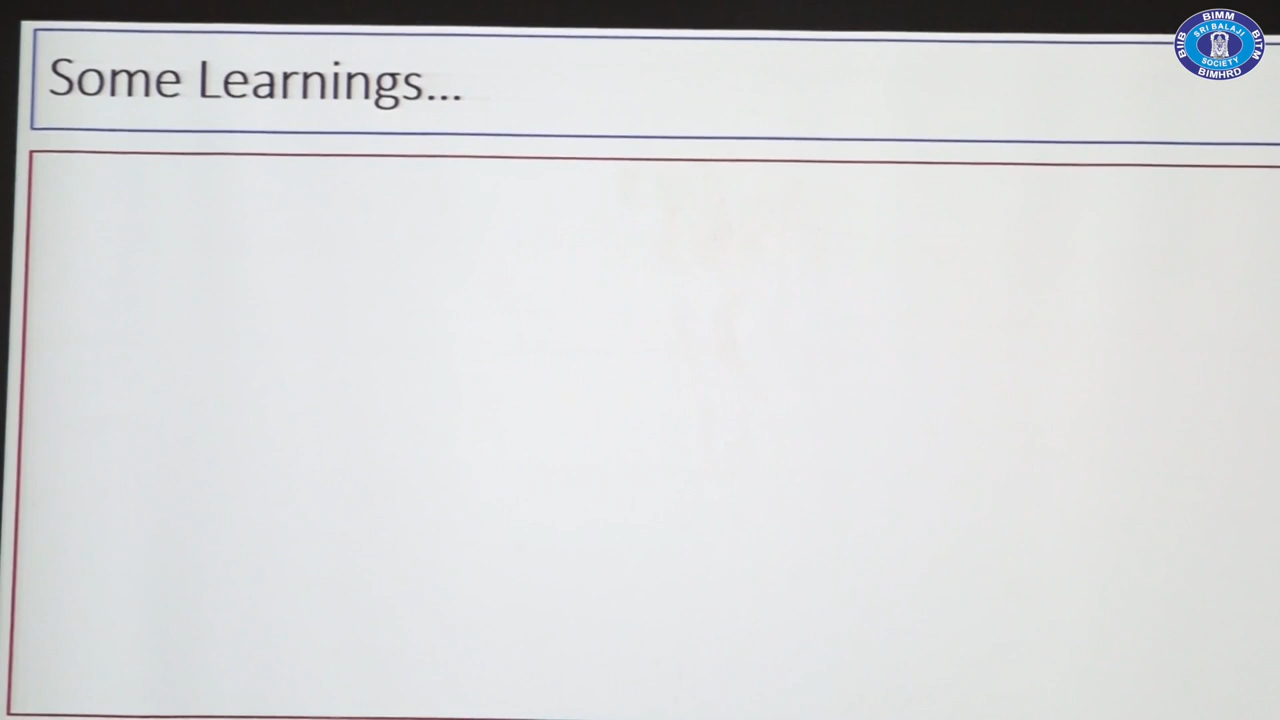 Some Learnings...
BIMM
BIIB
SRI BALAJI
BITM
SOCIETY
BIMHRD